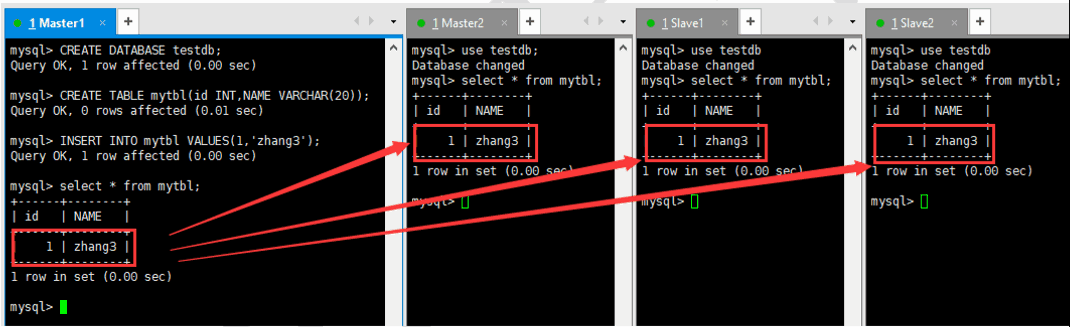 1 Master1
mysql> CREATE DATABASE testdb;
Query OK, 1 row affected (0.00 sec)
mysql> CREATE TABLE mytbl(id INT,NAME VARCHAR(20));
Query OK, 0 rows affected (0.01 sec)
mysql> INSERT INTO mytbl VALUES(1,'zhang3');
Query OK, 1 row affected (0.00 sec)
mysql> select * from mytbl;
+------+--------+
| id   | NAME   |
+------+--------+
|    1 | zhang3 |
+------+--------+
1 row in set (0.00 sec)
mysql>
1 Master2
mysql> use testdb;
Database changed
mysql> select * from mytbl;
+------+--------+
| id   | NAME   |
+------+--------+
|    1 | zhang3 |
+------+--------+
1 row in set (0.00 sec)
mysql>
1 Slave1
mysql> use testdb
Database changed
mysql> select * from mytbl;
+------+--------+
| id   | NAME   |
+------+--------+
|    1 | zhang3 |
+------+--------+
1 row in set (0.00 sec)
mysql>
1 Slave2
mysql> use testdb
Database changed
mysql> select * from mytbl;
+------+--------+
| id   | NAME   |
+------+--------+
|    1 | zhang3 |
+------+--------+
1 row in set (0.00 sec)
mysql>